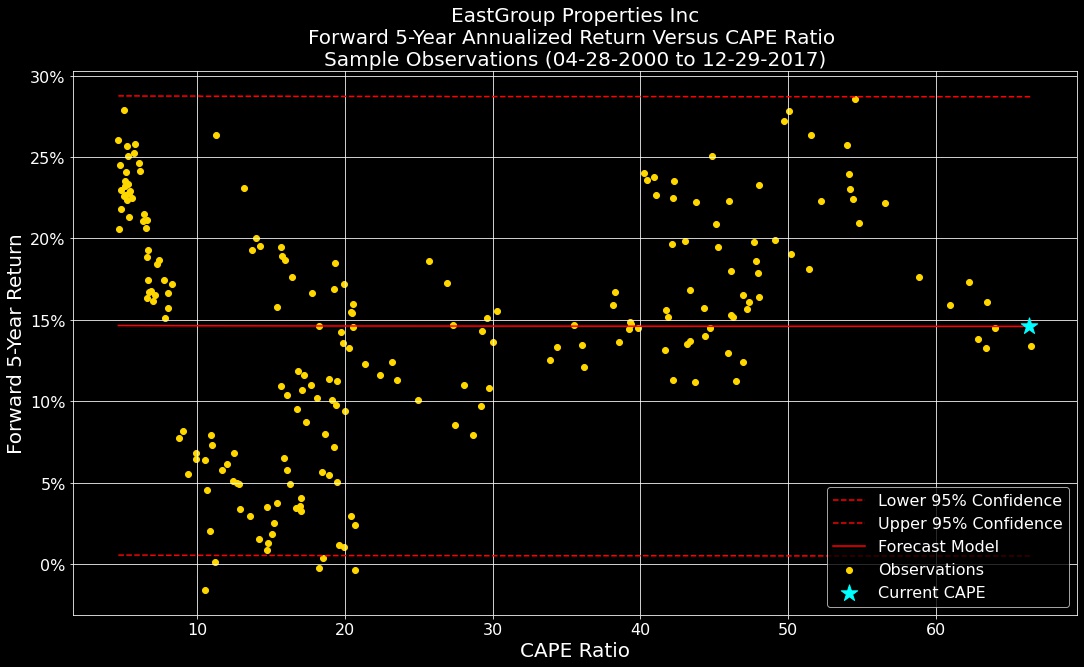 EastGroup Properties Inc
Forward 5-Year Annualized Return Versus CAPE Ratio
Sample Observations (04-28-2000 to 12-29-2017)
Forward 5-Year Return
30%
25%
20%
15%
10%
5%
0%
Lower 95% Confidence
Upper 95% Confidence
Forecast Model
Observations
Current CAPE
10 20 30 40 50 60
CAPE Ratio